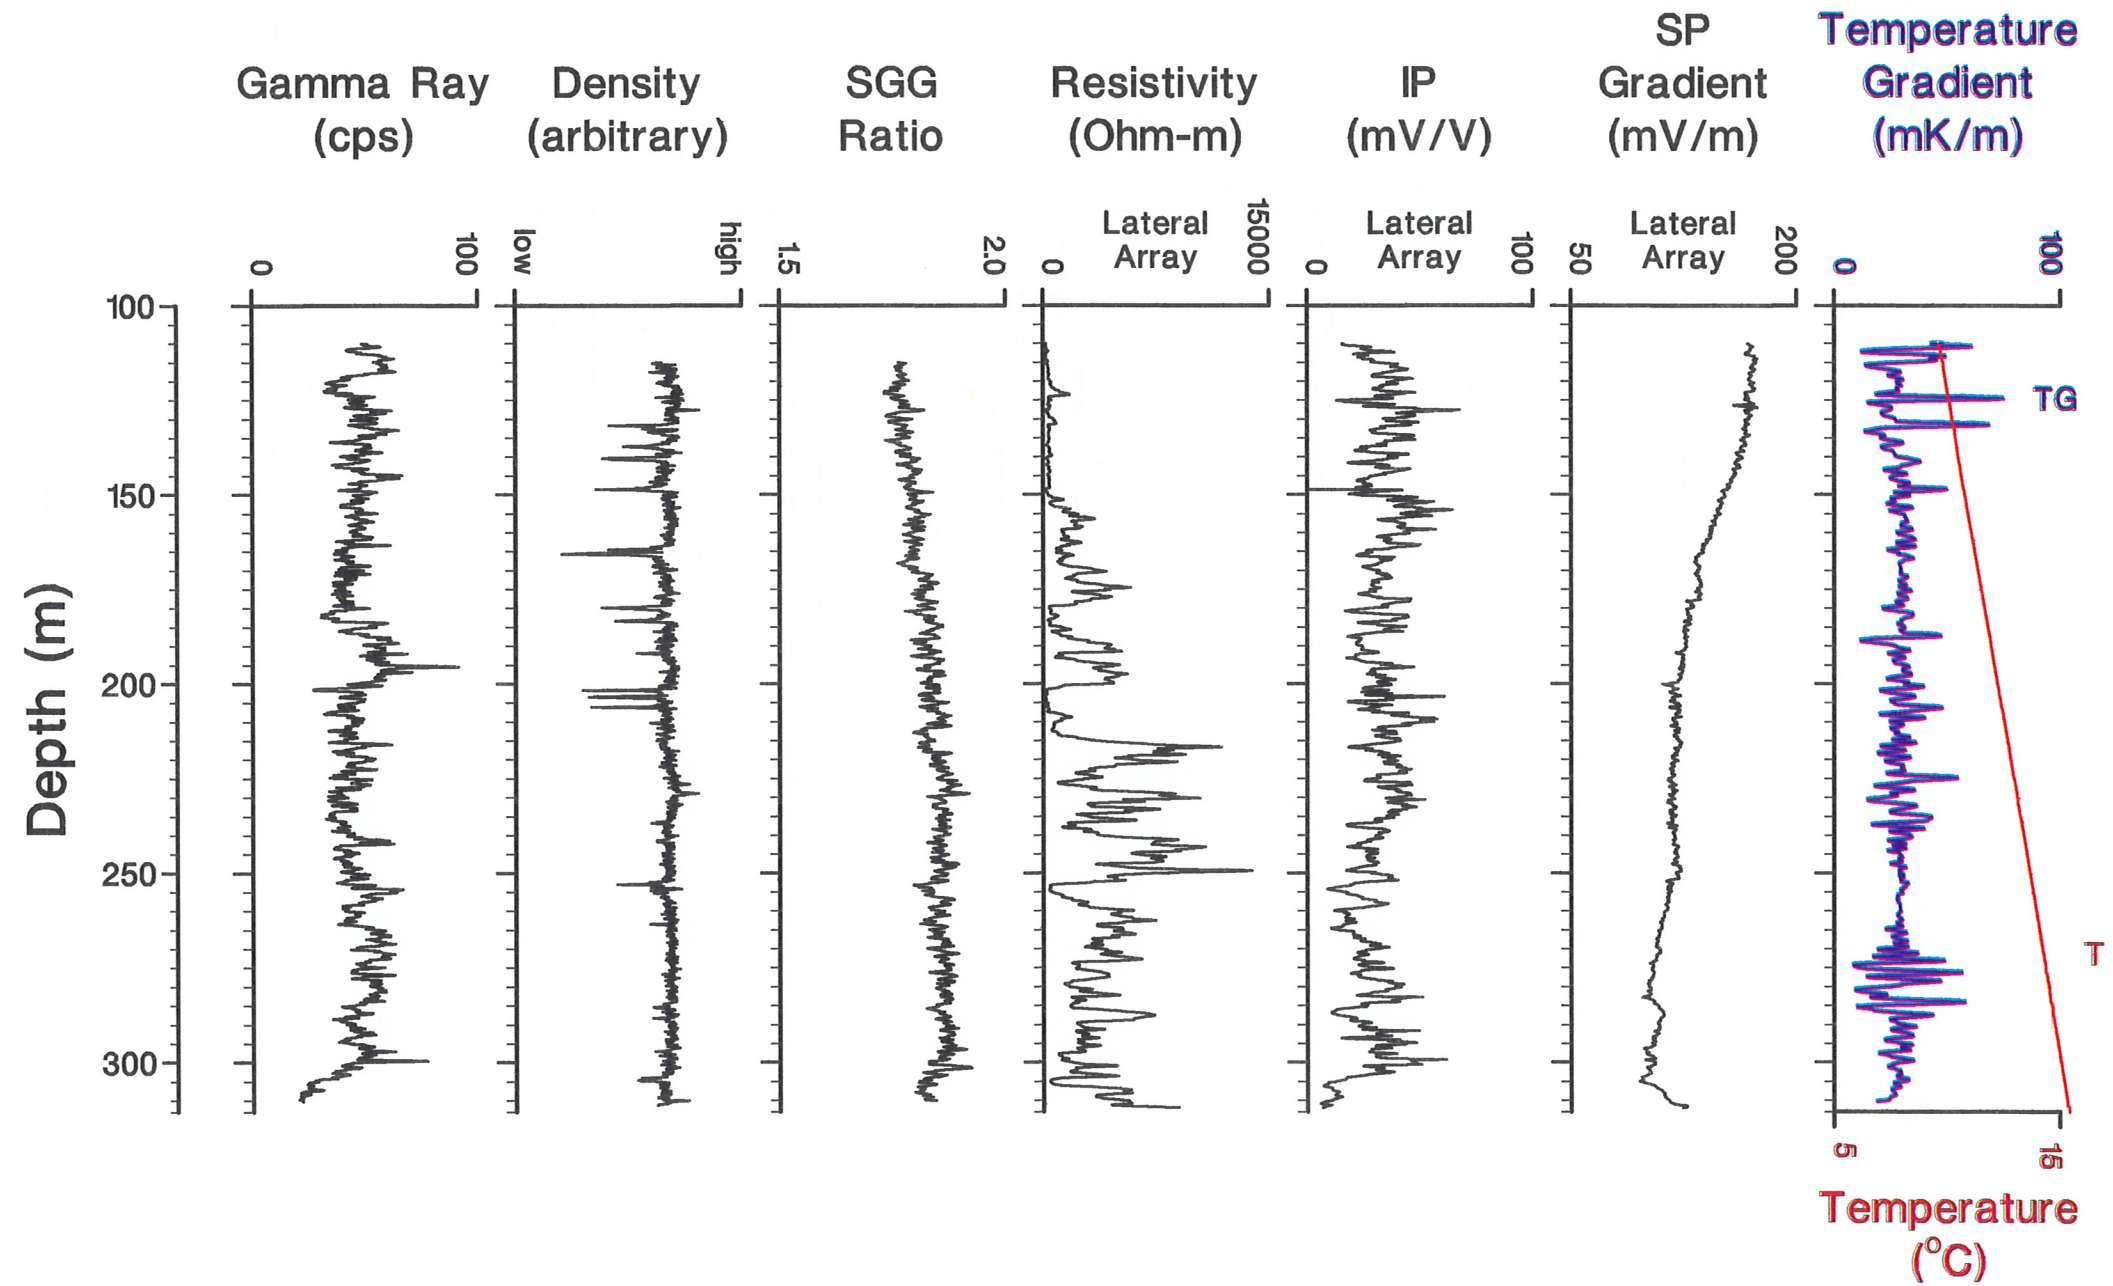 SP
Temperature
Gamma Ray
Density
SGG
Resistivity
IP
Gradient
Gradient
(cps)
(arbitrary)
Ratio
(Ohm-m)
(mV/V)
(mV/m)
(mK/m)
Lateral
Array
Lateral
Array
Lateral
Array
0
100
low
high
1.5
2.0
0
15000
0
100
50
200
0
100
100
150
200
250
300
Depth (m)
TG
T
5
15
Temperature
(°C)